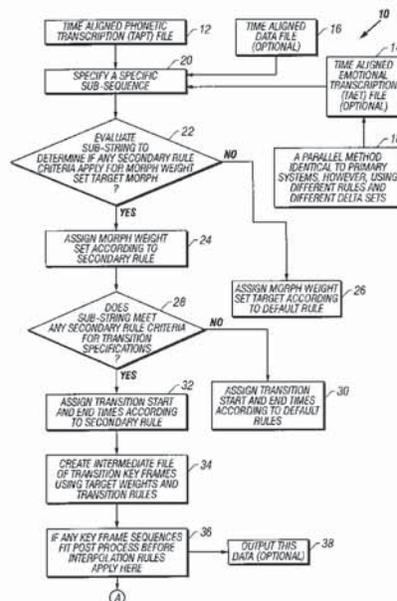 10
TIME ALIGNED PHONETIC
TRANSCRIPTION (TAPT) FILE
12
TIME ALIGNED
DATA FILE
(OPTIONAL)
16
20
SPECIFY A SPECIFIC
SUB-SEQUENCE
TIME ALIGNED
EMOTIONAL
TRANSCRIPTION
(TAET) FILE
(OPTIONAL)
22
EVALUATE
SUB-STRING TO
DETERMINE IF ANY SECONDARY RULE
CRITERIA APPLY FOR MORPH WEIGHT
SET TARGET MORPH
?
NO
YES
A PARALLEL METHOD
IDENTICAL TO PRIMARY
SYSTEMS, HOWEVER, USING
DIFFERENT RULES AND
DIFFERENT DELTA SETS
ASSIGN MORPH WEIGHT
SET ACCORDING TO
SECONDARY RULE
24
ASSIGN MORPH WEIGHT
SET TARGET ACCORDING
TO DEFAULT RULE
26
28
DOES
SUB-STRING MEET
ANY SECONDARY RULE CRITERIA
FOR TRANSITION
SPECIFICATIONS
?
NO
YES
32
ASSIGN TRANSITION START
AND END TIMES ACCORDING
TO SECONDARY RULE
ASSIGN TRANSITION START
AND END TIMES
ACCORDING TO DEFAULT
RULES
30
CREATE INTERMEDIATE FILE
OF TRANSITION KEY FRAMES
USING TARGET WEIGHTS AND
TRANSITION RULES
34
36
IF ANY KEY FRAME SEQUENCES
FIT POST PROCESS BEFORE
INTERPOLATION RULES
APPLY HERE
OUTPUT THIS
DATA (OPTIONAL)
38
A